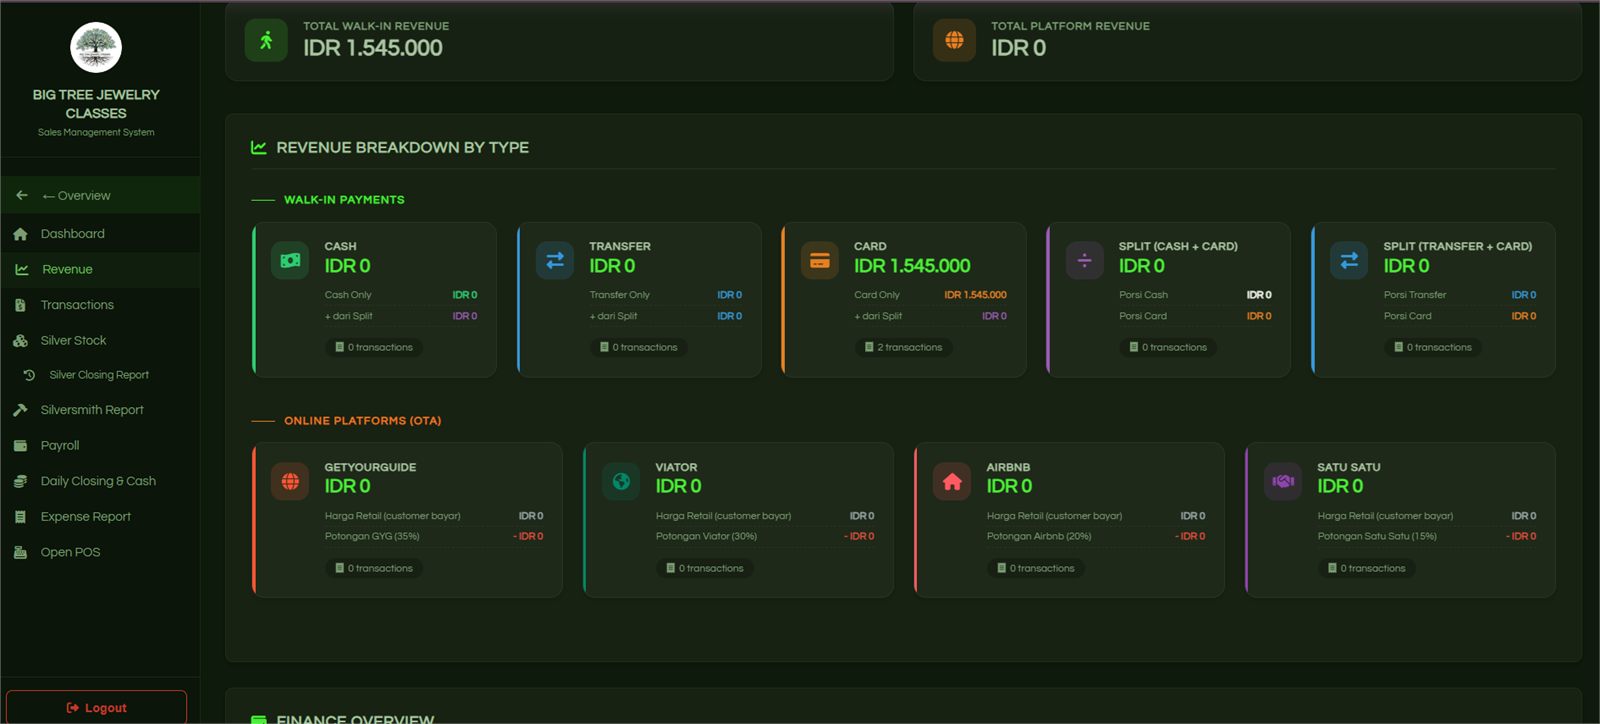 BIG TREE JEWELRY
CLASSES
Sales Management System
← Overview
Dashboard
Revenue
Transactions
Silver Stock
Silver Closing Report
Silversmith Report
Payroll
Daily Closing & Cash
Expense Report
Open POS
Logout
TOTAL WALK-IN REVENUE
IDR 1.545.000
TOTAL PLATFORM REVENUE
IDR 0
REVENUE BREAKDOWN BY TYPE
WALK-IN PAYMENTS
CASH
IDR 0
Cash Only IDR 0
+ dari Split IDR 0
0 transactions
TRANSFER
IDR 0
Transfer Only IDR 0
+ dari Split IDR 0
0 transactions
CARD
IDR 1.545.000
Card Only IDR 1.545.000
+ dari Split IDR 0
2 transactions
SPLIT (CASH + CARD)
IDR 0
Porsi Cash IDR 0
Porsi Card IDR 0
0 transactions
SPLIT (TRANSFER + CARD)
IDR 0
Porsi Transfer IDR 0
Porsi Card IDR 0
0 transactions
ONLINE PLATFORMS (OTA)
GETYOURGUIDE
IDR 0
Harga Retail (customer bayar) IDR 0
Potongan GYG (35%) - IDR 0
0 transactions
VIATOR
IDR 0
Harga Retail (customer bayar) IDR 0
Potongan Viator (30%) - IDR 0
0 transactions
AIRBNB
IDR 0
Harga Retail (customer bayar) IDR 0
Potongan Airbnb (20%) - IDR 0
0 transactions
SATU SATU
IDR 0
Harga Retail (customer bayar) IDR 0
Potongan Satu Satu (15%) - IDR 0
0 transactions
FINANCE OVERVIEW